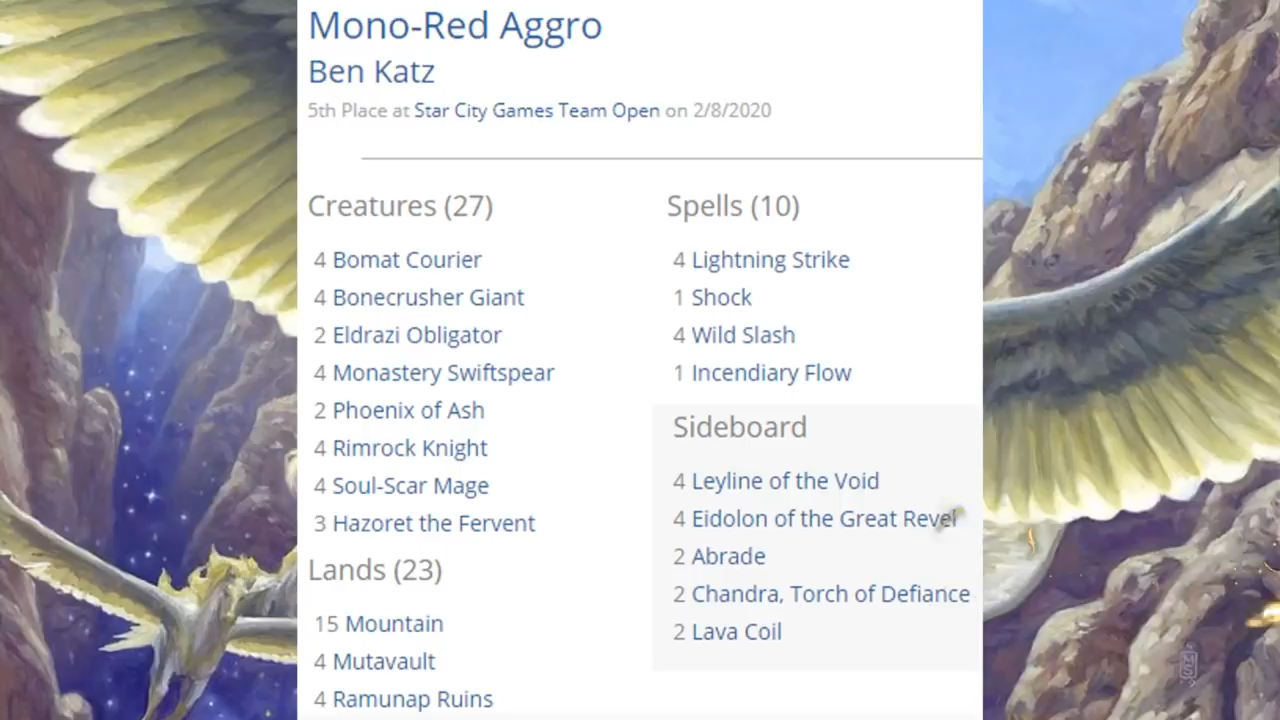 Mono-Red Aggro
Ben Katz
5th Place at Star City Games Team Open on 2/8/2020
Creatures (27)
4 Bomat Courier
4 Bonecrusher Giant
2 Eldrazi Obligator
4 Monastery Swiftspear
2 Phoenix of Ash
4 Rimrock Knight
4 Soul-Scar Mage
3 Hazoret the Fervent
Lands (23)
15 Mountain
4 Mutavault
4 Ramunap Ruins
Spells (10)
4 Lightning Strike
1 Shock
4 Wild Slash
1 Incendiary Flow
Sideboard
4 Leyline of the Void
4 Eidolon of the Great Revel
2 Abrade
2 Chandra, Torch of Defiance
2 Lava Coil